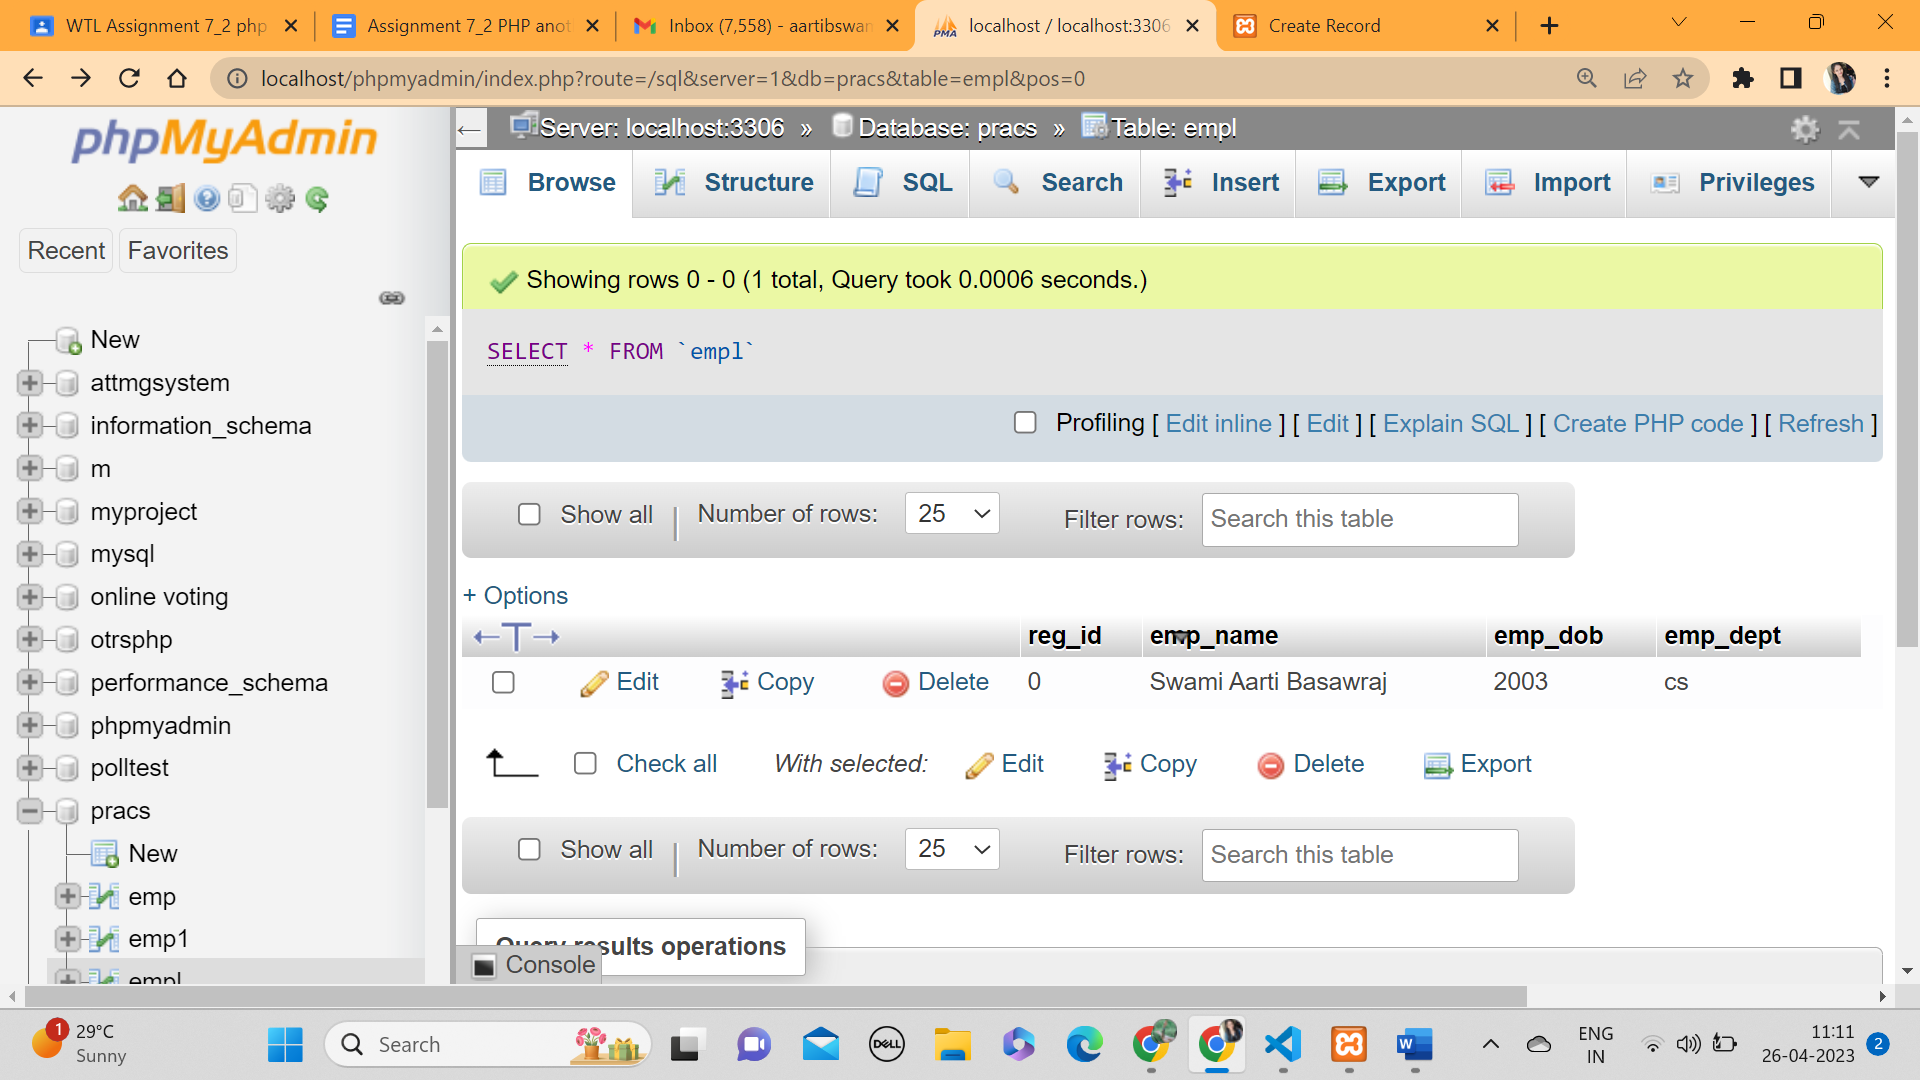 WTL Assignment 7_2 php
Assignment 7_2 PHP anot
Inbox (7,558) - aartibswan
localhost / localhost:3306
Create Record
localhost/phpmyadmin/index.php?route=/sql&server=1&db=pracs&table=empl&pos=0
phpMyAdmin
Recent
Favorites
New
attmgsystem
information_schema
m
myproject
mysql
online voting
otrsphp
performance_schema
phpmyadmin
polltest
pracs
New
emp
emp1
empl
Server: localhost:3306 » Database: pracs » Table: empl
Browse
Structure
SQL
Search
Insert
Export
Import
Privileges
Showing rows 0 - 0 (1 total, Query took 0.0006 seconds.)
SELECT * FROM `empl`
Profiling [ Edit inline ] [ Edit ] [ Explain SQL ] [ Create PHP code ] [ Refresh ]
Show all | Number of rows: 25 Filter rows: Search this table
+ Options
←T→ reg_id emp_name emp_dob emp_dept
Edit Copy Delete 0 Swami Aarti Basawraj 2003 cs
Check all With selected: Edit Copy Delete Export
Show all | Number of rows: 25 Filter rows: Search this table
Query results operations
Console
1
29°C
Sunny
Search
DELL
W
ENG
IN
11:11
26-04-2023
2